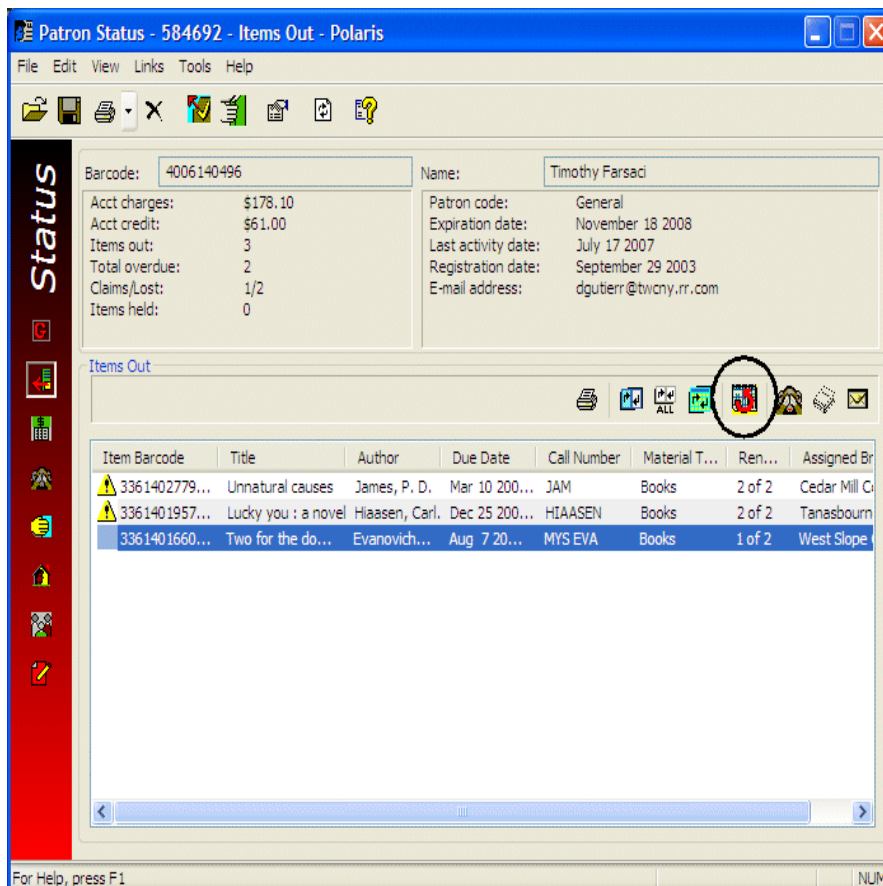 Patron Status - 584692 - Items Out - Polaris
File Edit View Links Tools Help
Status
Barcode: 4006140496 Name: Timothy Farsaci
Acct charges: $178.10 Patron code: General
Acct credit: $61.00 Expiration date: November 18 2008
Items out: 3 Last activity date: July 17 2007
Total overdue: 2 Registration date: September 29 2003
Claims/Lost: 1/2 E-mail address: dgutierr@twcny.rr.com
Items held: 0
Items Out
ALL
Item Barcode Title Author Due Date Call Number Material T... Ren... Assigned Br
3361402779... Unnatural causes James, P. D. Mar 10 200... JAM Books 2 of 2 Cedar Mill C
3361401957... Lucky you : a novel Hiaasen, Carl. Dec 25 200... HIAASEN Books 2 of 2 Tanasbourn
3361401660... Two for the do... Evanovich... Aug 7 20... MYS EVA Books 1 of 2 West Slope
For Help, press F1 NUM